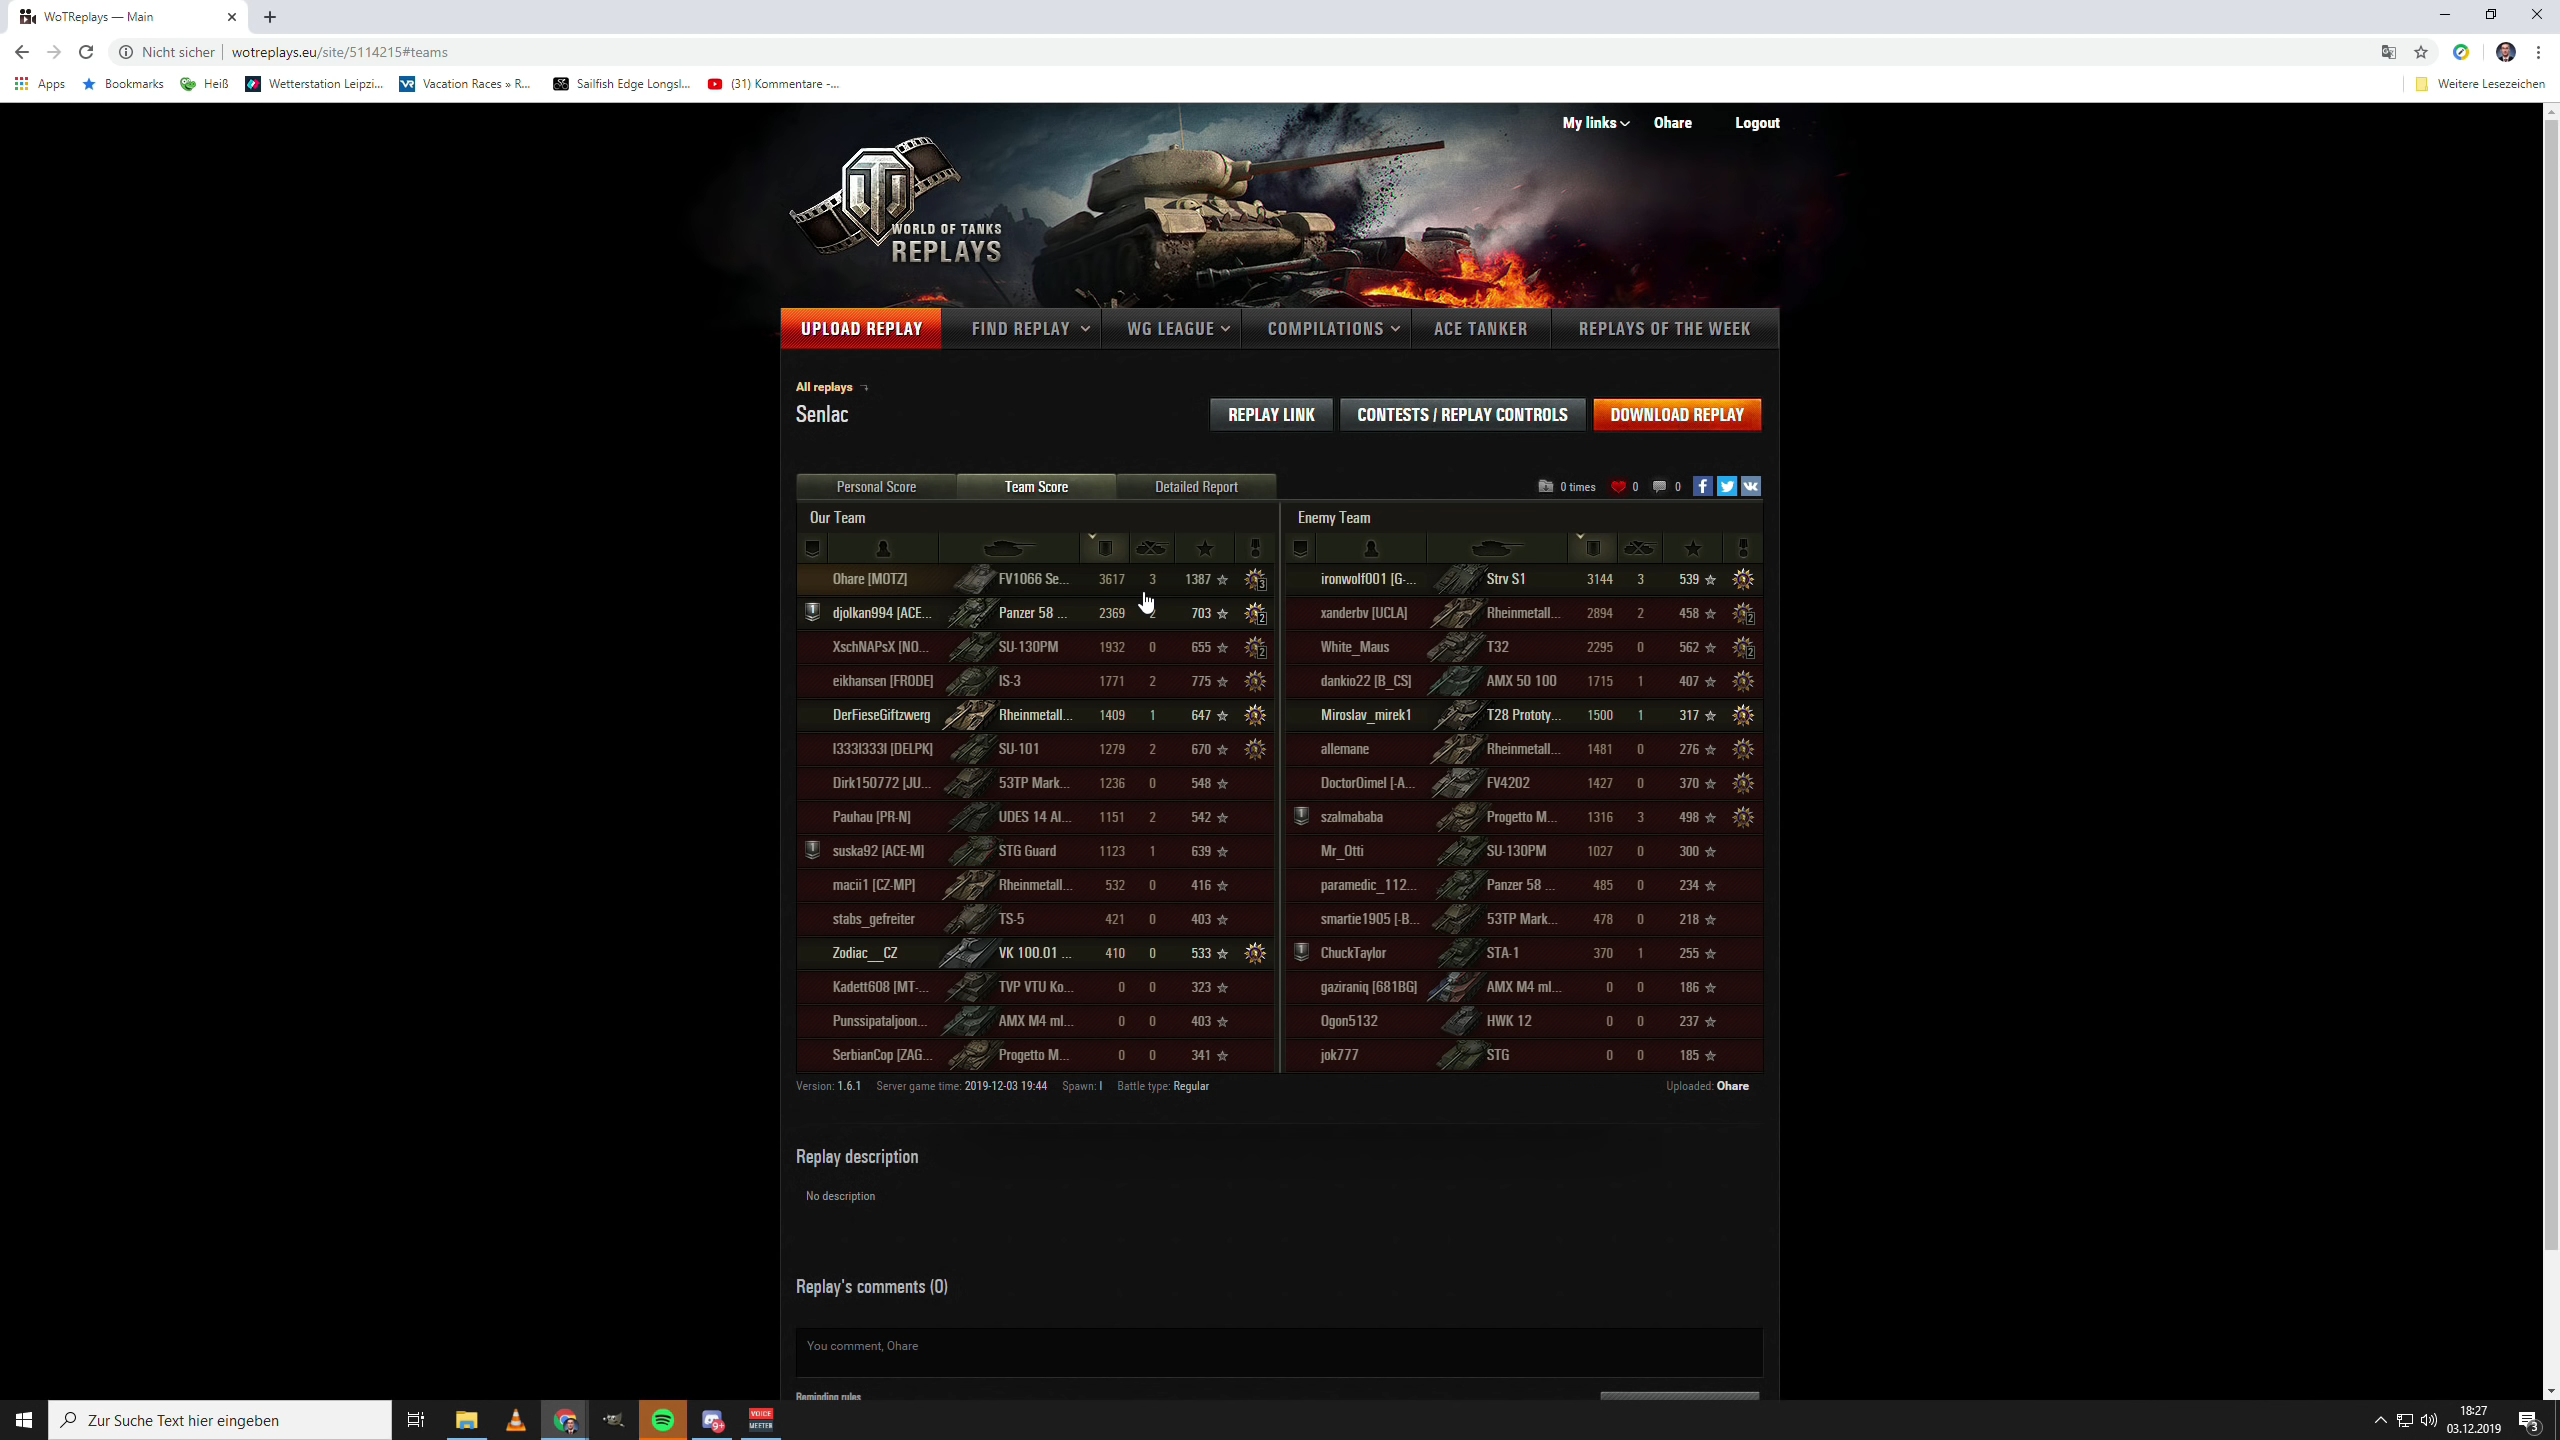 WoTReplays — Main
Nicht sicher wotreplays.eu/site/5114215#teams
Apps Bookmarks Heiß Wetterstation Leipzi... Vacation Races » R... Sailfish Edge Longsl... (31) Kommentare -... Weitere Lesezeichen
My links Ohare Logout
WORLD OF TANKS
REPLAYS
UPLOAD REPLAY FIND REPLAY WG LEAGUE COMPILATIONS ACE TANKER REPLAYS OF THE WEEK
All replays
Senlac REPLAY LINK CONTESTS / REPLAY CONTROLS DOWNLOAD REPLAY
Personal Score Team Score Detailed Report 0 times 0 0
Our Team Enemy Team
Ohare [MOTZ] FV1066 Se... 3617 3 1387 3 ironwolf001 [G-... Strv S1 3144 3 539
djolkan994 [ACE... Panzer 58 ... 2369 2 703 2 xanderbv [UCLA] Rheinmetall... 2894 2 458 2
XschNAPsX [NO... SU-130PM 1932 0 655 2 White_Maus T32 2295 0 562 2
eikhansen [FRODE] IS-3 1771 2 775 dankio22 [B_CS] AMX 50 100 1715 1 407
DerFieseGiftzwerg Rheinmetall... 1409 1 647 Miroslav_mirek1 T28 Prototy... 1500 1 317
l333l333l [DELPK] SU-101 1279 2 670 allemane Rheinmetall... 1481 0 276
Dirk150772 [JU... 53TP Mark... 1236 0 548 DoctorOimel [-A... FV4202 1427 0 370
Pauhau [PR-N] UDES 14 Al... 1151 2 542 szalmababa Progetto M... 1316 3 498
suska92 [ACE-M] STG Guard 1123 1 639 Mr_Otti SU-130PM 1027 0 300
macii1 [CZ-MP] Rheinmetall... 532 0 416 paramedic_112... Panzer 58 ... 485 0 234
stabs_gefreiter TS-5 421 0 403 smartie1905 [-B... 53TP Mark... 478 0 218
Zodiac__CZ VK 100.01 ... 410 0 533 ChuckTaylor STA-1 370 1 255
Kadett608 [MT-... TVP VTU Ko... 0 0 323 gaziraniq [681BG] AMX M4 ml... 0 0 186
Punssipataljoon... AMX M4 ml... 0 0 403 Ogon5132 HWK 12 0 0 237
SerbianCop [ZAG... Progetto M... 0 0 341 jok777 STG 0 0 185
Version: 1.6.1 Server game time: 2019-12-03 19:44 Spawn: I Battle type: Regular Uploaded: Ohare
Replay description
No description
Replay's comments (0)
You comment, Ohare
Reminding rules
Zur Suche Text hier eingeben 9+ VOICE MEETER 18:27
03.12.2019 3